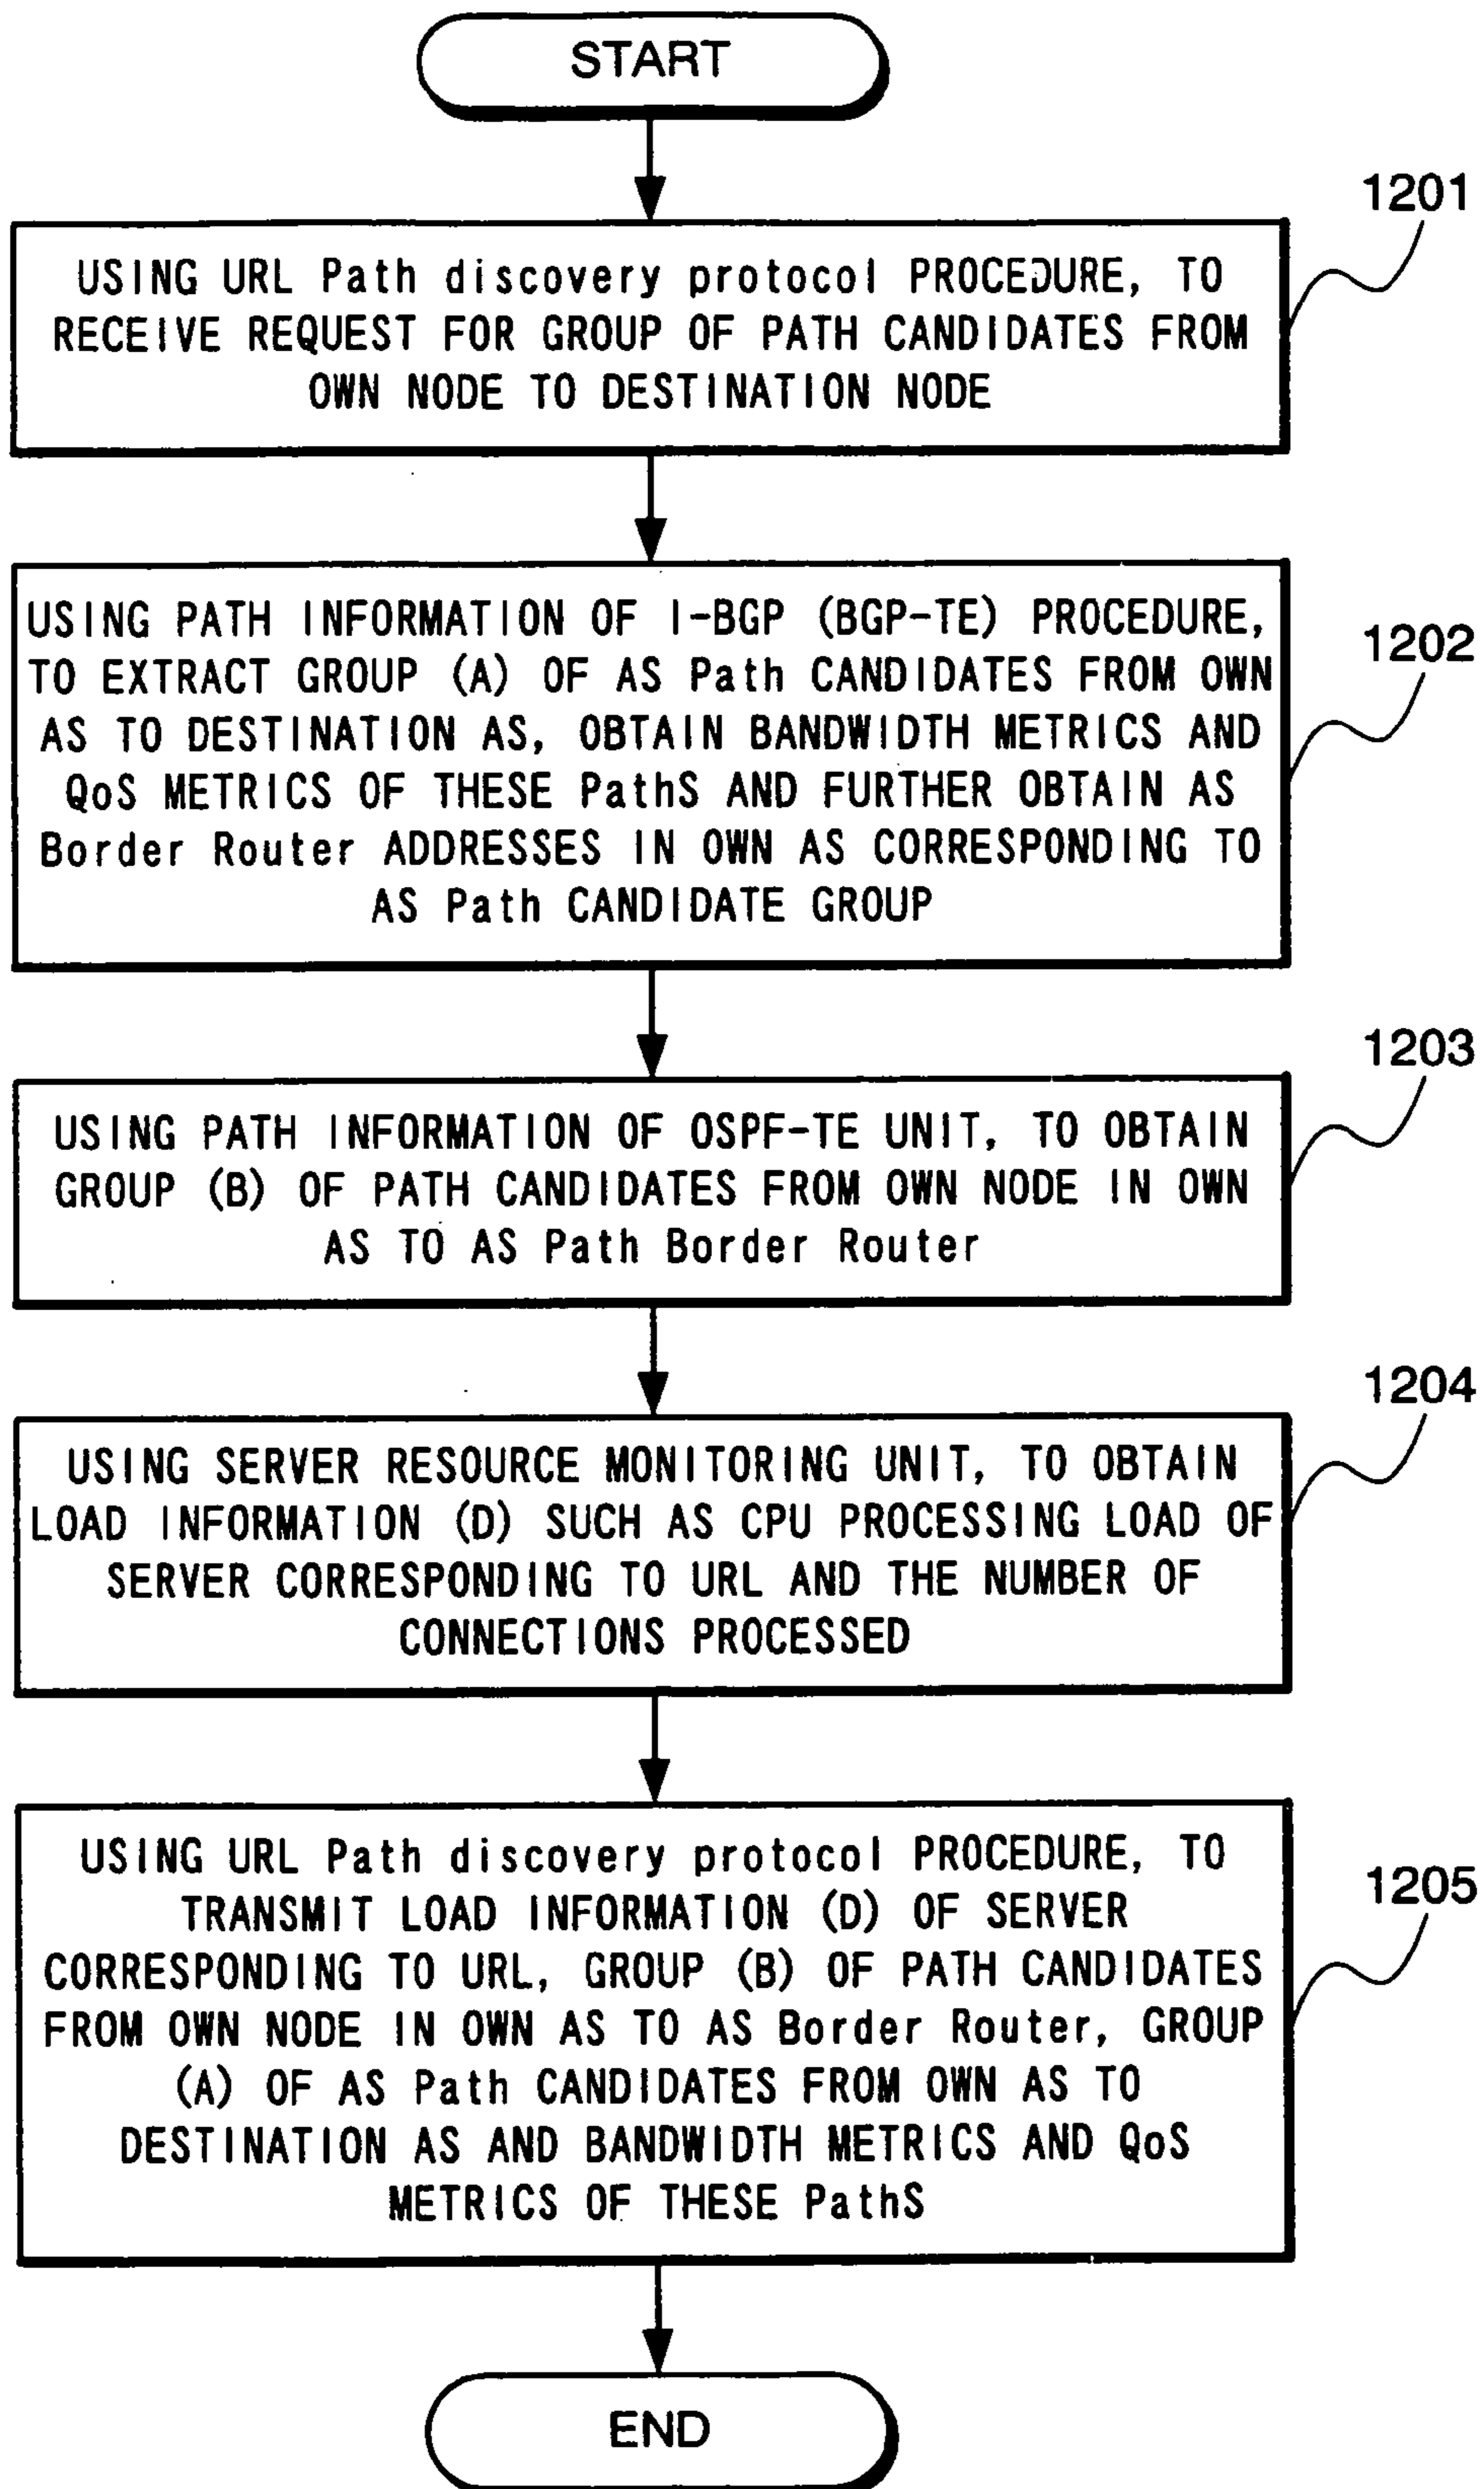 START
1201
USING URL Path discovery protocol PROCEDURE, TO
RECEIVE REQUEST FOR GROUP OF PATH CANDIDATES FROM
OWN NODE TO DESTINATION NODE
1202
USING PATH INFORMATION OF I-BGP (BGP-TE) PROCEDURE,
TO EXTRACT GROUP (A) OF AS Path CANDIDATES FROM OWN
AS TO DESTINATION AS, OBTAIN BANDWIDTH METRICS AND
QoS METRICS OF THESE PathS AND FURTHER OBTAIN AS
Border Router ADDRESSES IN OWN AS CORRESPONDING TO
AS Path CANDIDATE GROUP
1203
USING PATH INFORMATION OF OSPF-TE UNIT, TO OBTAIN
GROUP (B) OF PATH CANDIDATES FROM OWN NODE IN OWN
AS TO AS Path Border Router
1204
USING SERVER RESOURCE MONITORING UNIT, TO OBTAIN
LOAD INFORMATION (D) SUCH AS CPU PROCESSING LOAD OF
SERVER CORRESPONDING TO URL AND THE NUMBER OF
CONNECTIONS PROCESSED
1205
USING URL Path discovery protocol PROCEDURE, TO
TRANSMIT LOAD INFORMATION (D) OF SERVER
CORRESPONDING TO URL, GROUP (B) OF PATH CANDIDATES
FROM OWN NODE IN OWN AS TO AS Border Router, GROUP
(A) OF AS Path CANDIDATES FROM OWN AS TO
DESTINATION AS AND BANDWIDTH METRICS AND QoS
METRICS OF THESE PathS
END